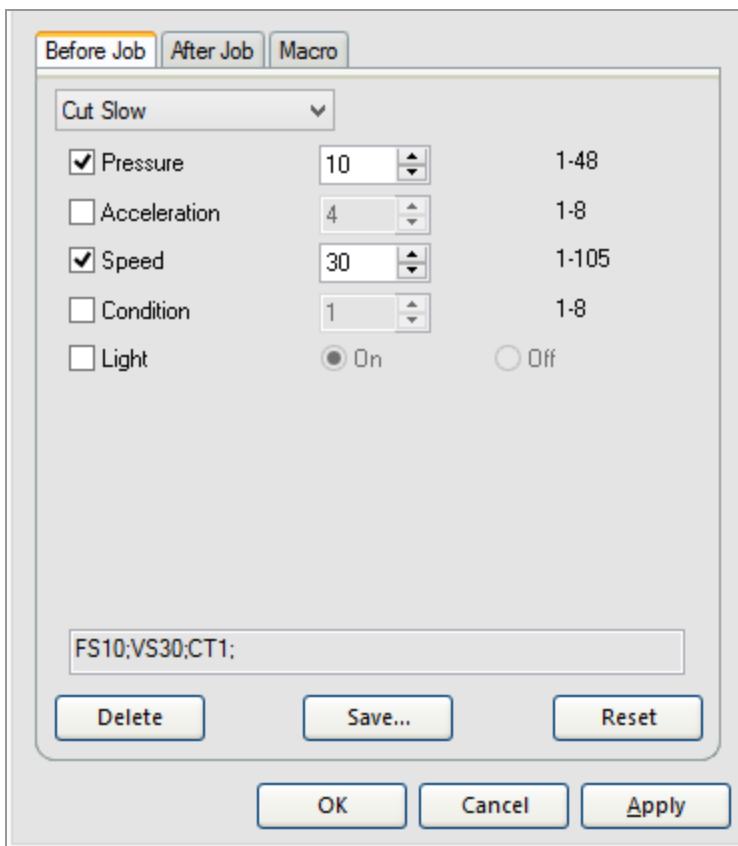 Before Job After Job Macro
Cut Slow
Pressure 10 1-48
Acceleration 4 1-8
Speed 30 1-105
Condition 1 1-8
Light On Off
FS10;VS30;CT1;
Delete Save... Reset
OK Cancel Apply